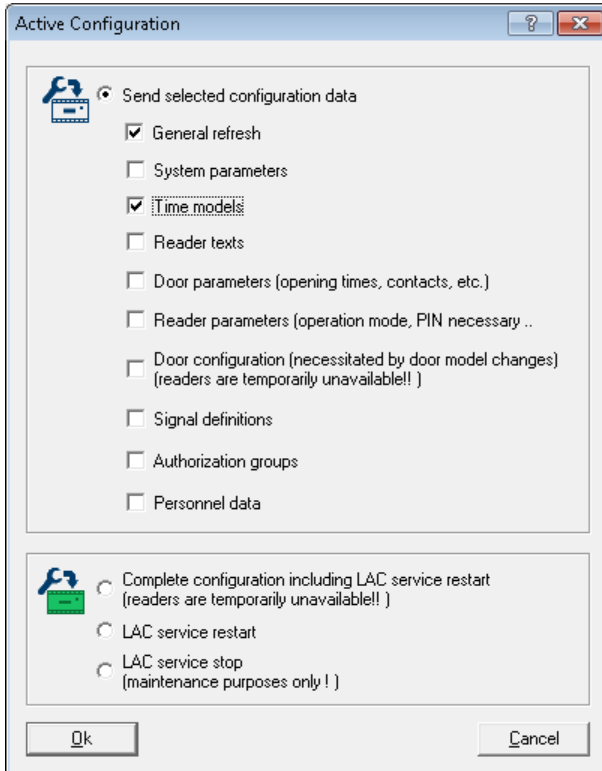 Active Configuration
?
Send selected configuration data
General refresh
System parameters
Time models
Reader texts
Door parameters (opening times, contacts, etc.)
Reader parameters (operation mode, PIN necessary ..
Door configuration (necessitated by door model changes)
(readers are temporarily unavailable!! )
Signal definitions
Authorization groups
Personnel data
Complete configuration including LAC service restart
(readers are temporarily unavailable!! )
LAC service restart
LAC service stop
(maintenance purposes only ! )
Ok Cancel